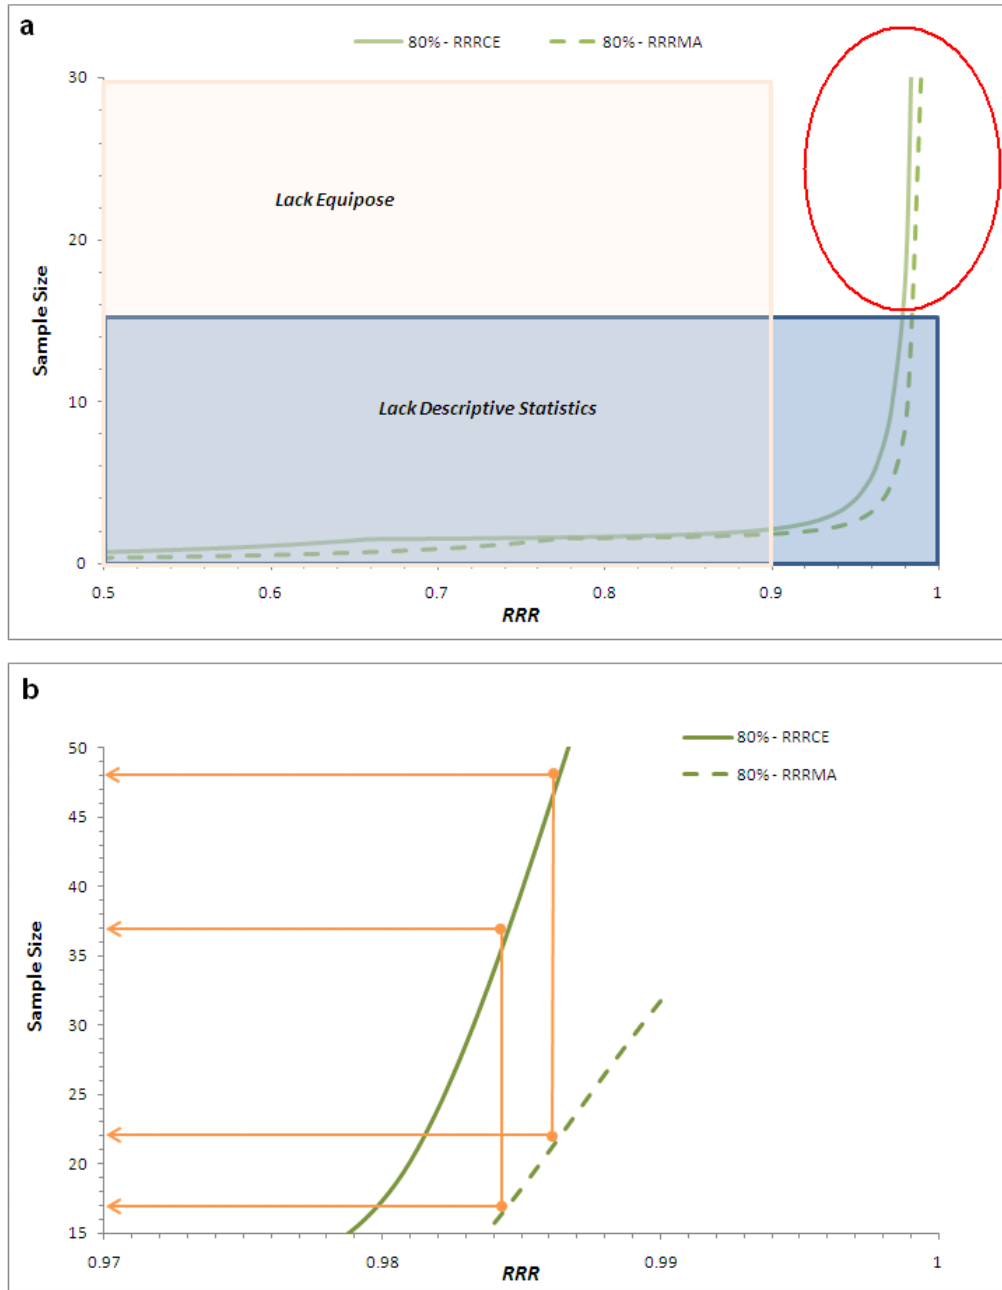 a
80% - RRRCE
80% - RRRMA
30
Lack Equipose
20
Sample Size
Lack Descriptive Statistics
10
0
0.5 0.6 0.7 0.8 0.9 1
RRR
b
80% - RRRCE
80% - RRRMA
50
45
40
35
Sample Size
30
25
20
15
0.97 0.98 0.99 1
RRR